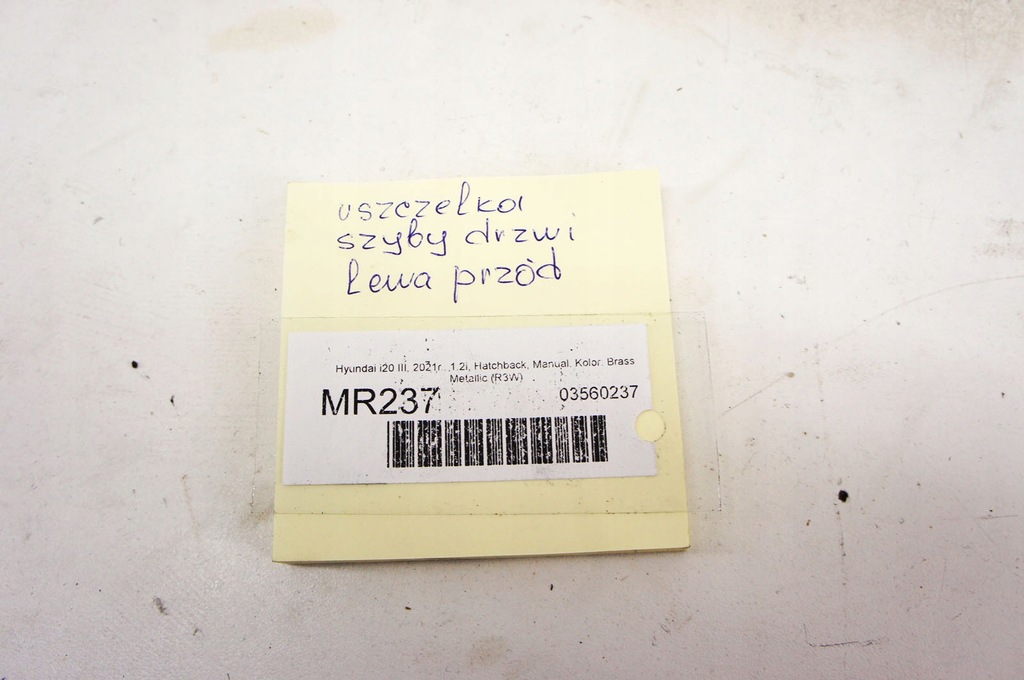 uszczelka
szyby drzwi
lewa przód
Hyundai i20 III, 2021r., 1.2i, Hatchback, Manual, Kolor: Brass
Metallic (R3W)
MR237
03560237